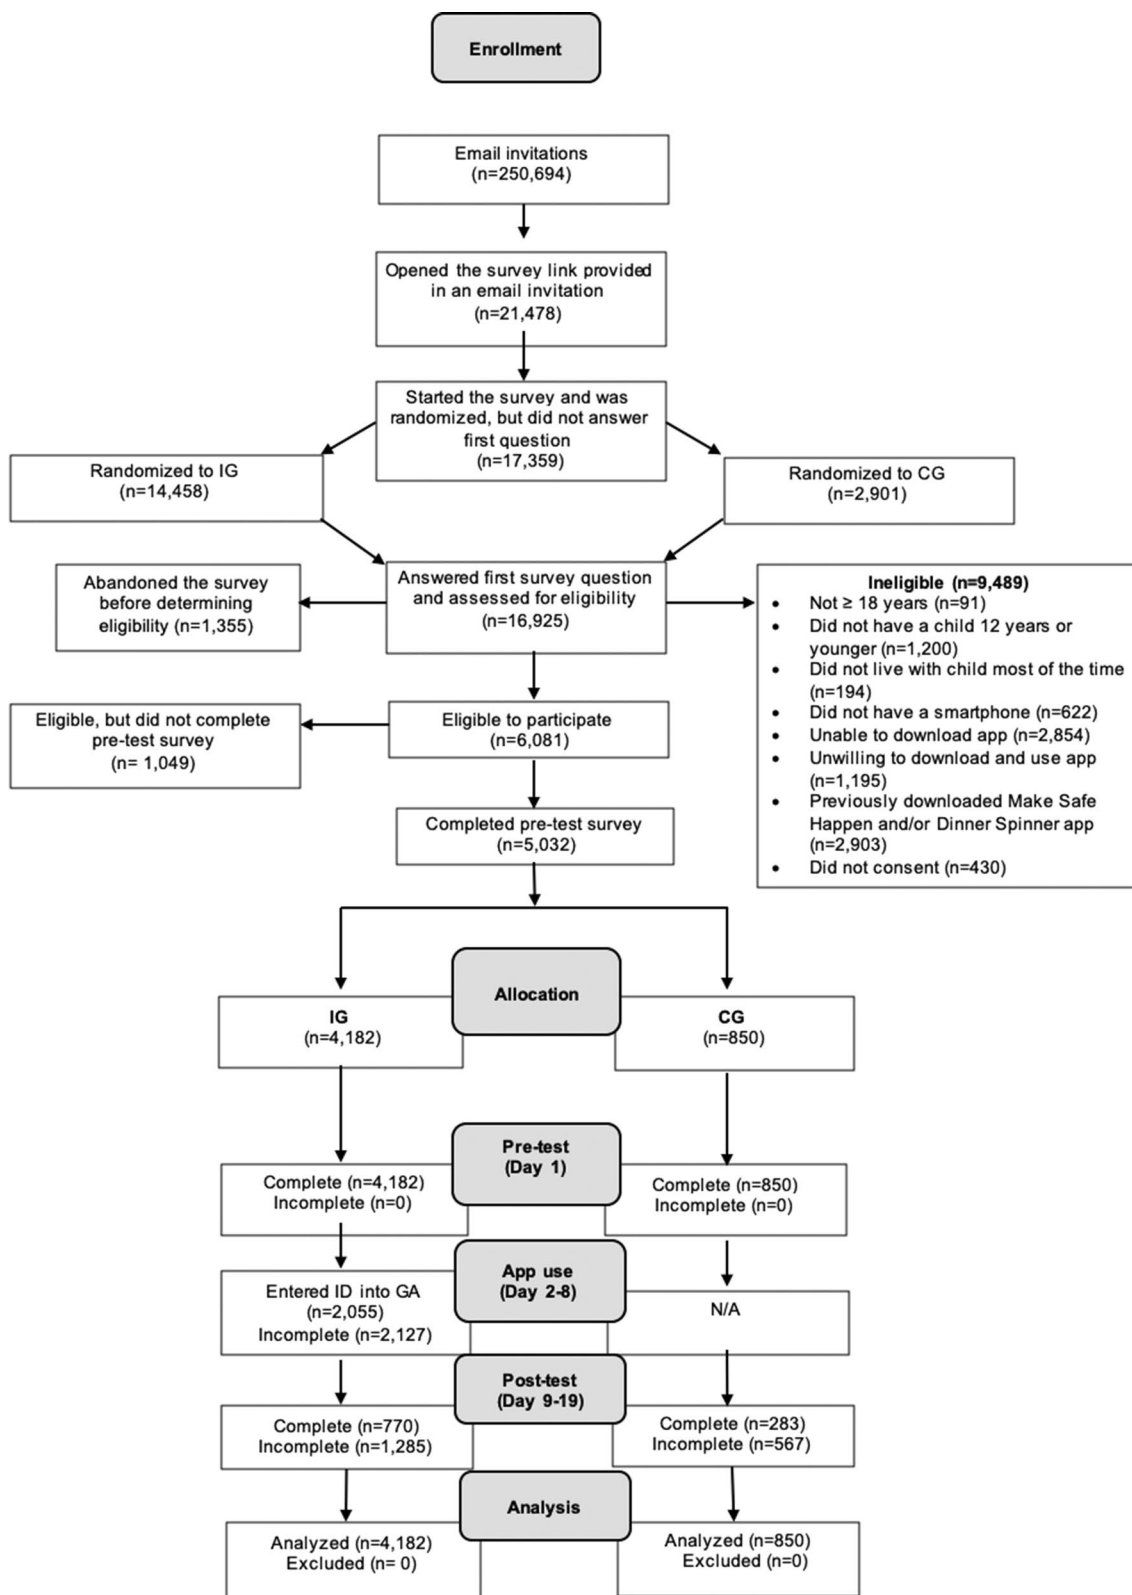 Enrollment
Email invitations
(n=250,694)
Opened the survey link provided
in an email invitation
(n=21,478)
Started the survey and was
randomized, but did not answer
first question
(n=17,359)
Randomized to IG
(n=14,458)
Randomized to CG
(n=2,901)
Abandoned the survey
before determining
eligibility (n=1,355)
Answered first survey question
and assessed for eligibility
(n=16,925)
Ineligible (n=9,489)
• Not ≥ 18 years (n=91)
• Did not have a child 12 years or
younger (n=1,200)
• Did not live with child most of the time
(n=194)
• Did not have a smartphone (n=622)
• Unable to download app (n=2,854)
• Unwilling to download and use app
(n=1,195)
• Previously downloaded Make Safe
Happen and/or Dinner Spinner app
(n=2,903)
• Did not consent (n=430)
Eligible, but did not complete
pre-test survey
(n= 1,049)
Eligible to participate
(n=6,081)
Completed pre-test survey
(n=5,032)
Allocation
IG
(n=4,182)
CG
(n=850)
Pre-test
(Day 1)
Complete (n=4,182)
Incomplete (n=0)
Complete (n=850)
Incomplete (n=0)
App use
(Day 2-8)
Entered ID into GA
(n=2,055)
Incomplete (n=2,127)
N/A
Post-test
(Day 9-19)
Complete (n=770)
Incomplete (n=1,285)
Complete (n=283)
Incomplete (n=567)
Analysis
Analyzed (n=4,182)
Excluded (n= 0)
Analyzed (n=850)
Excluded (n=0)